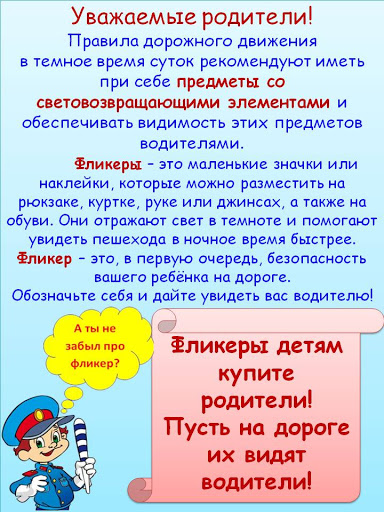 Уважаемые родители!
Правила дорожного движения
в темное время суток рекомендуют иметь
при себе предметы со
световозвращающими элементами и
обеспечивать видимость этих предметов
водителями.
Фликеры – это маленькие значки или
наклейки, которые можно разместить на
рюкзаке, куртке, руке или джинсах, а также на
обуви. Они отражают свет в темноте и помогают
увидеть пешехода в ночное время быстрее.
Фликер – это, в первую очередь, безопасность
вашего ребёнка на дороге.
Обозначьте себя и дайте увидеть вас водителю!
А ты не
забыл про
фликер?
Фликеры детям
купите
родители!
Пусть на дороге
их видят
водители!